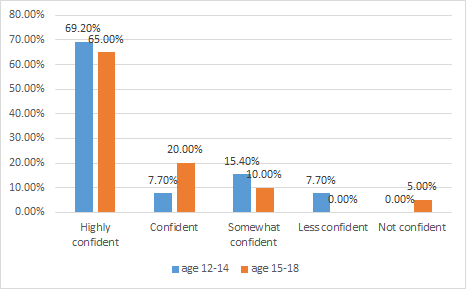 80.00%
70.00%
60.00%
50.00%
40.00%
30.00%
20.00%
10.00%
0.00%
69.20%
65.00%
7.70%
20.00%
15.40%
10.00%
7.70%
0.00%
0.00%
5.00%
Highly
confident
Confident
Somewhat
confident
Less confident
Not confident
age 12-14
age 15-18